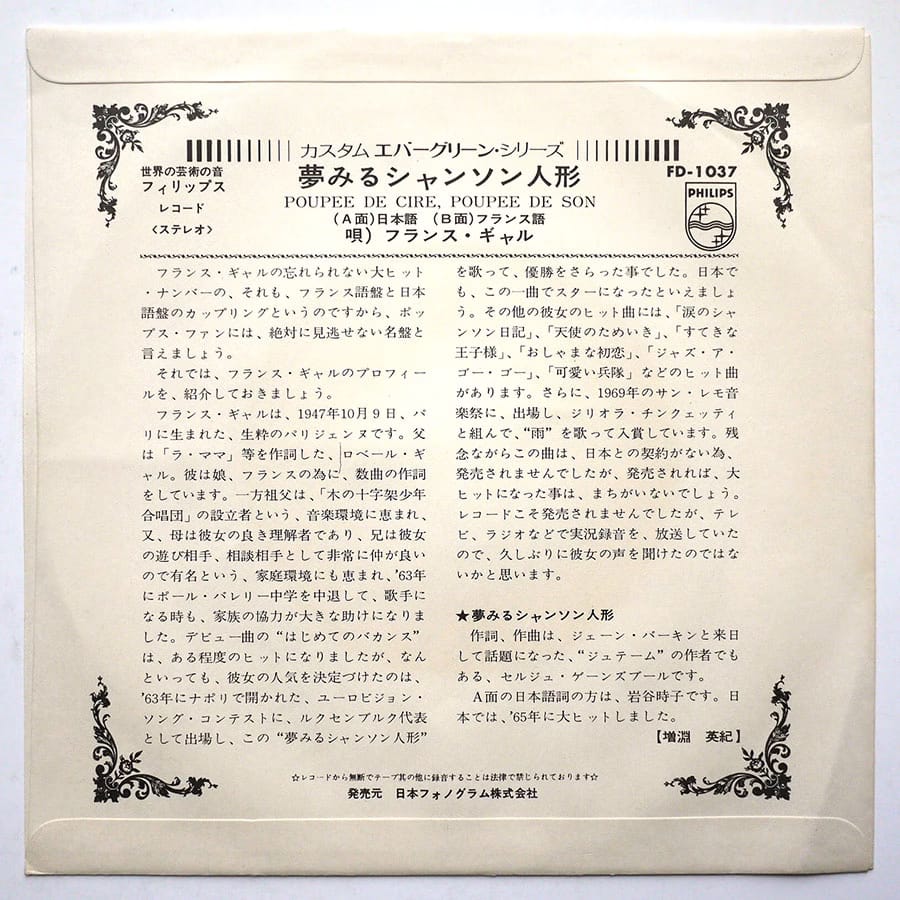 カスタム エバーグリーン・シリーズ
世界の芸術の音
フィリップス
レコード
〈ステレオ〉
夢みるシャンソン人形
POUPEE DE CIRE, POUPEE DE SON
(A面)日本語 (B面)フランス語
唄) フランス・ギャル
FD-1037
PHILIPS
フランス・ギャルの忘れられない大ヒット
・ナンバーの、それも、フランス語盤と日本
語盤のカップリングというのですから、ポッ
プス・ファンには、絶対に見逃せない名盤と
言えましょう。
それでは、フランス・ギャルのプロフィー
ルを、紹介しておきましょう。
フランス・ギャルは、1947年10月9日、パ
リに生まれた、生粋のパリジェンヌです。父
は「ラ・ママ」等を作詞した、ロベール・ギ
ャル。彼は娘、フランスの為に、数曲の作詞
をしています。一方祖父は、「木の十字架少年
合唱団」の設立者という、音楽環境に恵まれ、
又、母は彼女の良き理解者であり、兄は彼女
の遊び相手、相談相手として非常に仲が良い
ので有名という、家庭環境にも恵まれ、'63年
にポール・バレリー中学を中退して、歌手に
なる時も、家族の協力が大きな助けになりま
した。デビュー曲の“はじめてのバカンス”
は、ある程度のヒットになりましたが、なん
といっても、彼女の人気を決定づけたのは、
'63年にナポリで開かれた、ユーロビジョン・
ソング・コンテストに、ルクセンブルク代表
として出場し、この“夢みるシャンソン人形”
を歌って、優勝をさらった事でした。日本で
も、この一曲でスターになったといえましょ
う。その他の彼女のヒット曲には、「涙のシャ
ンソン日記」、「天使のためいき」、「すてきな
王子様」、「おしゃまな初恋」、「ジャズ・ア・
ゴー・ゴー」、「可愛い兵隊」などのヒット曲
があります。さらに、1969年のサン・レモ音
楽祭に、出場し、ジリオラ・チンクェッティ
と組んで、“雨”を歌って入賞しています。残
念ながらこの曲は、日本との契約がない為、
発売されませんでしたが、発売されれば、大
ヒットになった事は、まちがいないでしょう。
レコードこそ発売されませんでしたが、テレ
ビ、ラジオなどで実況録音を、放送していた
ので、久しぶりに彼女の声を聞けたのではな
いかと思います。
★夢みるシャンソン人形
作詞、作曲は、ジェーン・バーキンと来日
して話題になった、“ジュテーム”の作者でも
ある、セルジュ・ゲーンズブールです。
A面の日本語詞の方は、岩谷時子です。日
本では、'65年に大ヒットしました。
【増淵 英紀】
☆レコードから無断でテープ其の他に録音することは法律で禁じられております☆
発売元 日本フォノグラム株式会社